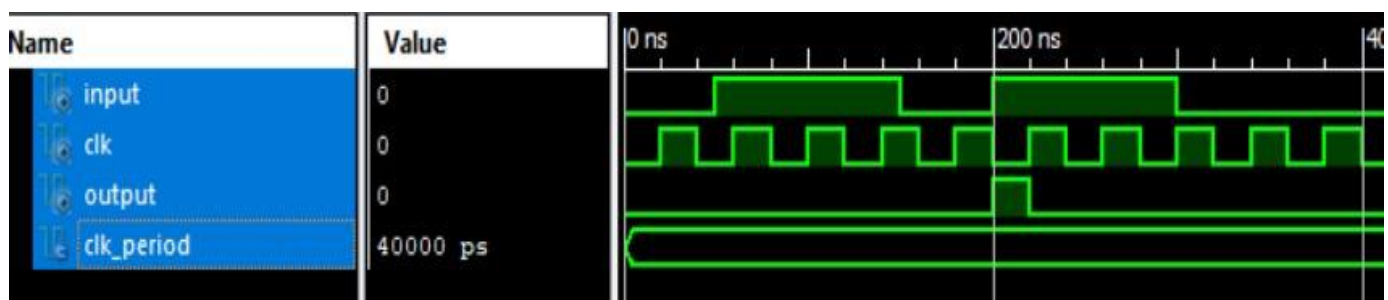 Name Value 0 ns 200 ns 40
input 0
clk 0
output 0
clk_period 40000 ps